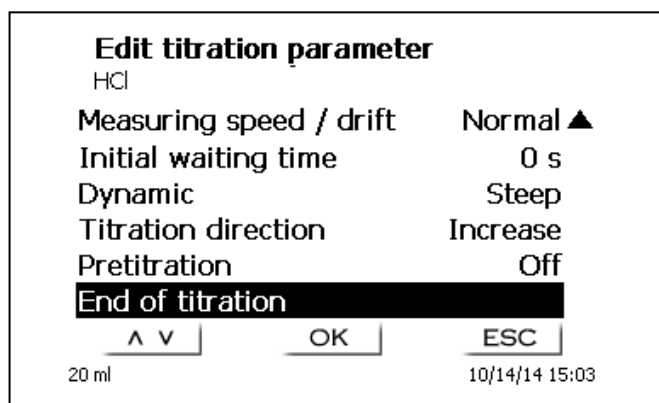 Edit titration parameter
HCl
Measuring speed / drift Normal ▲
Initial waiting time 0 s
Dynamic Steep
Titration direction Increase
Pretitration Off
End of titration
∧ ∨ OK ESC
20 ml 10/14/14 15:03